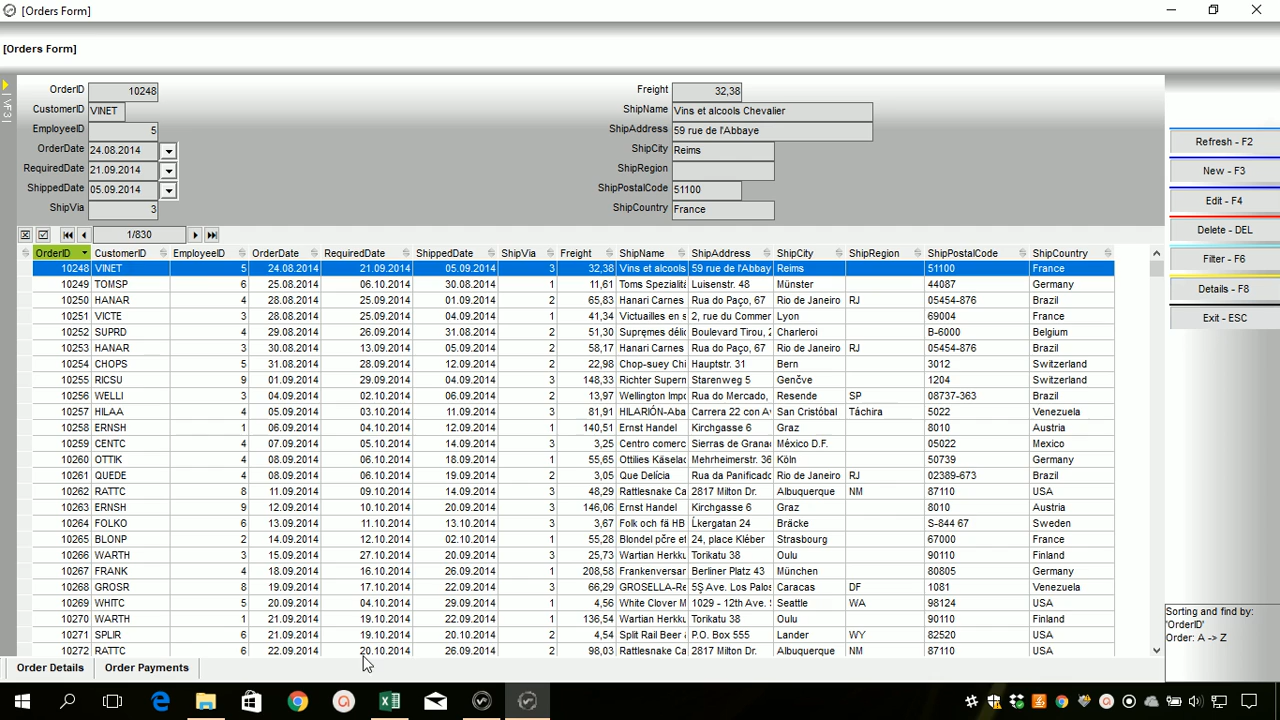 [Orders Form]
[Orders Form]
VF3
OrderID 10248
CustomerID VINET
EmployeeID 5
OrderDate 24.08.2014
RequiredDate 21.09.2014
ShippedDate 05.09.2014
ShipVia 3
Freight 32,38
ShipName Vins et alcools Chevalier
ShipAddress 59 rue de l'Abbaye
ShipCity Reims
ShipRegion
ShipPostalCode 51100
ShipCountry France
Refresh - F2
New - F3
Edit - F4
Delete - DEL
Filter - F6
Details - F8
Exit - ESC
1/830
OrderID CustomerID EmployeeID OrderDate RequiredDate ShippedDate ShipVia Freight ShipName ShipAddress ShipCity ShipRegion ShipPostalCode ShipCountry
10248 VINET 5 24.08.2014 21.09.2014 05.09.2014 3 32,38 Vins et alcools 59 rue de l'Abbay Reims 51100 France
10249 TOMSP 6 25.08.2014 06.10.2014 30.08.2014 1 11,61 Toms Spezialitä Luisenstr. 48 Münster 44087 Germany
10250 HANAR 4 28.08.2014 25.09.2014 01.09.2014 2 65,83 Hanari Carnes Rua do Paço, 67 Rio de Janeiro RJ 05454-876 Brazil
10251 VICTE 3 28.08.2014 25.09.2014 04.09.2014 1 41,34 Victuailles en s 2, rue du Commer Lyon 69004 France
10252 SUPRD 4 29.08.2014 26.09.2014 31.08.2014 2 51,30 Supręmes délic Boulevard Tirou, 2 Charleroi B-6000 Belgium
10253 HANAR 3 30.08.2014 13.09.2014 05.09.2014 2 58,17 Hanari Carnes Rua do Paço, 67 Rio de Janeiro RJ 05454-876 Brazil
10254 CHOPS 5 31.08.2014 28.09.2014 12.09.2014 2 22,98 Chop-suey Chi Hauptstr. 31 Bern 3012 Switzerland
10255 RICSU 9 01.09.2014 29.09.2014 04.09.2014 3 148,33 Richter Superm Starenweg 5 Genčve 1204 Switzerland
10256 WELLI 3 04.09.2014 02.10.2014 06.09.2014 2 13,97 Wellington Impo Rua do Mercado, Resende SP 08737-363 Brazil
10257 HILAA 4 05.09.2014 03.10.2014 11.09.2014 3 81,91 HILARIÓN-Aba Carrera 22 con Av San Cristóbal Táchira 5022 Venezuela
10258 ERNSH 1 06.09.2014 04.10.2014 12.09.2014 1 140,51 Ernst Handel Kirchgasse 6 Graz 8010 Austria
10259 CENTC 4 07.09.2014 05.10.2014 14.09.2014 3 3,25 Centro comerc Sierras de Grana México D.F. 05022 Mexico
10260 OTTIK 4 08.09.2014 06.10.2014 18.09.2014 1 55,65 Ottilies Käselac Mehrheimerstr. 36 Köln 50739 Germany
10261 QUEDE 4 08.09.2014 06.10.2014 19.09.2014 2 3,05 Que Delícia Rua da Panificad Rio de Janeiro RJ 02389-673 Brazil
10262 RATTC 8 11.09.2014 09.10.2014 14.09.2014 3 48,29 Rattlesnake Ca 2817 Milton Dr. Albuquerque NM 87110 USA
10263 ERNSH 9 12.09.2014 10.10.2014 20.09.2014 3 146,06 Ernst Handel Kirchgasse 6 Graz 8010 Austria
10264 FOLKO 6 13.09.2014 11.10.2014 13.10.2014 3 3,67 Folk och fä HB Ĺkergatan 24 Bräcke S-844 67 Sweden
10265 BLONP 2 14.09.2014 12.10.2014 02.10.2014 1 55,28 Blondel pčre et 24, place Kléber Strasbourg 67000 France
10266 WARTH 3 15.09.2014 27.10.2014 20.09.2014 3 25,73 Wartian Herkku Torikatu 38 Oulu 90110 Finland
10267 FRANK 4 18.09.2014 16.10.2014 26.09.2014 1 208,58 Frankenversan Berliner Platz 43 München 80805 Germany
10268 GROSR 8 19.09.2014 17.10.2014 22.09.2014 3 66,29 GROSELLA-Re 5Ş Ave. Los Palos Caracas DF 1081 Venezuela
10269 WHITC 5 20.09.2014 04.10.2014 29.09.2014 1 4,56 White Clover M 1029 - 12th Ave. S Seattle WA 98124 USA
10270 WARTH 1 21.09.2014 19.10.2014 22.09.2014 1 136,54 Wartian Herkku Torikatu 38 Oulu 90110 Finland
10271 SPLIR 6 21.09.2014 19.10.2014 20.10.2014 2 4,54 Split Rail Beer & P.O. Box 555 Lander WY 82520 USA
10272 RATTC 6 22.09.2014 20.10.2014 26.09.2014 2 98,03 Rattlesnake Ca 2817 Milton Dr. Albuquerque NM 87110 USA
Sorting and find by:
'OrderID'
Order: A -> Z
Order Details Order Payments